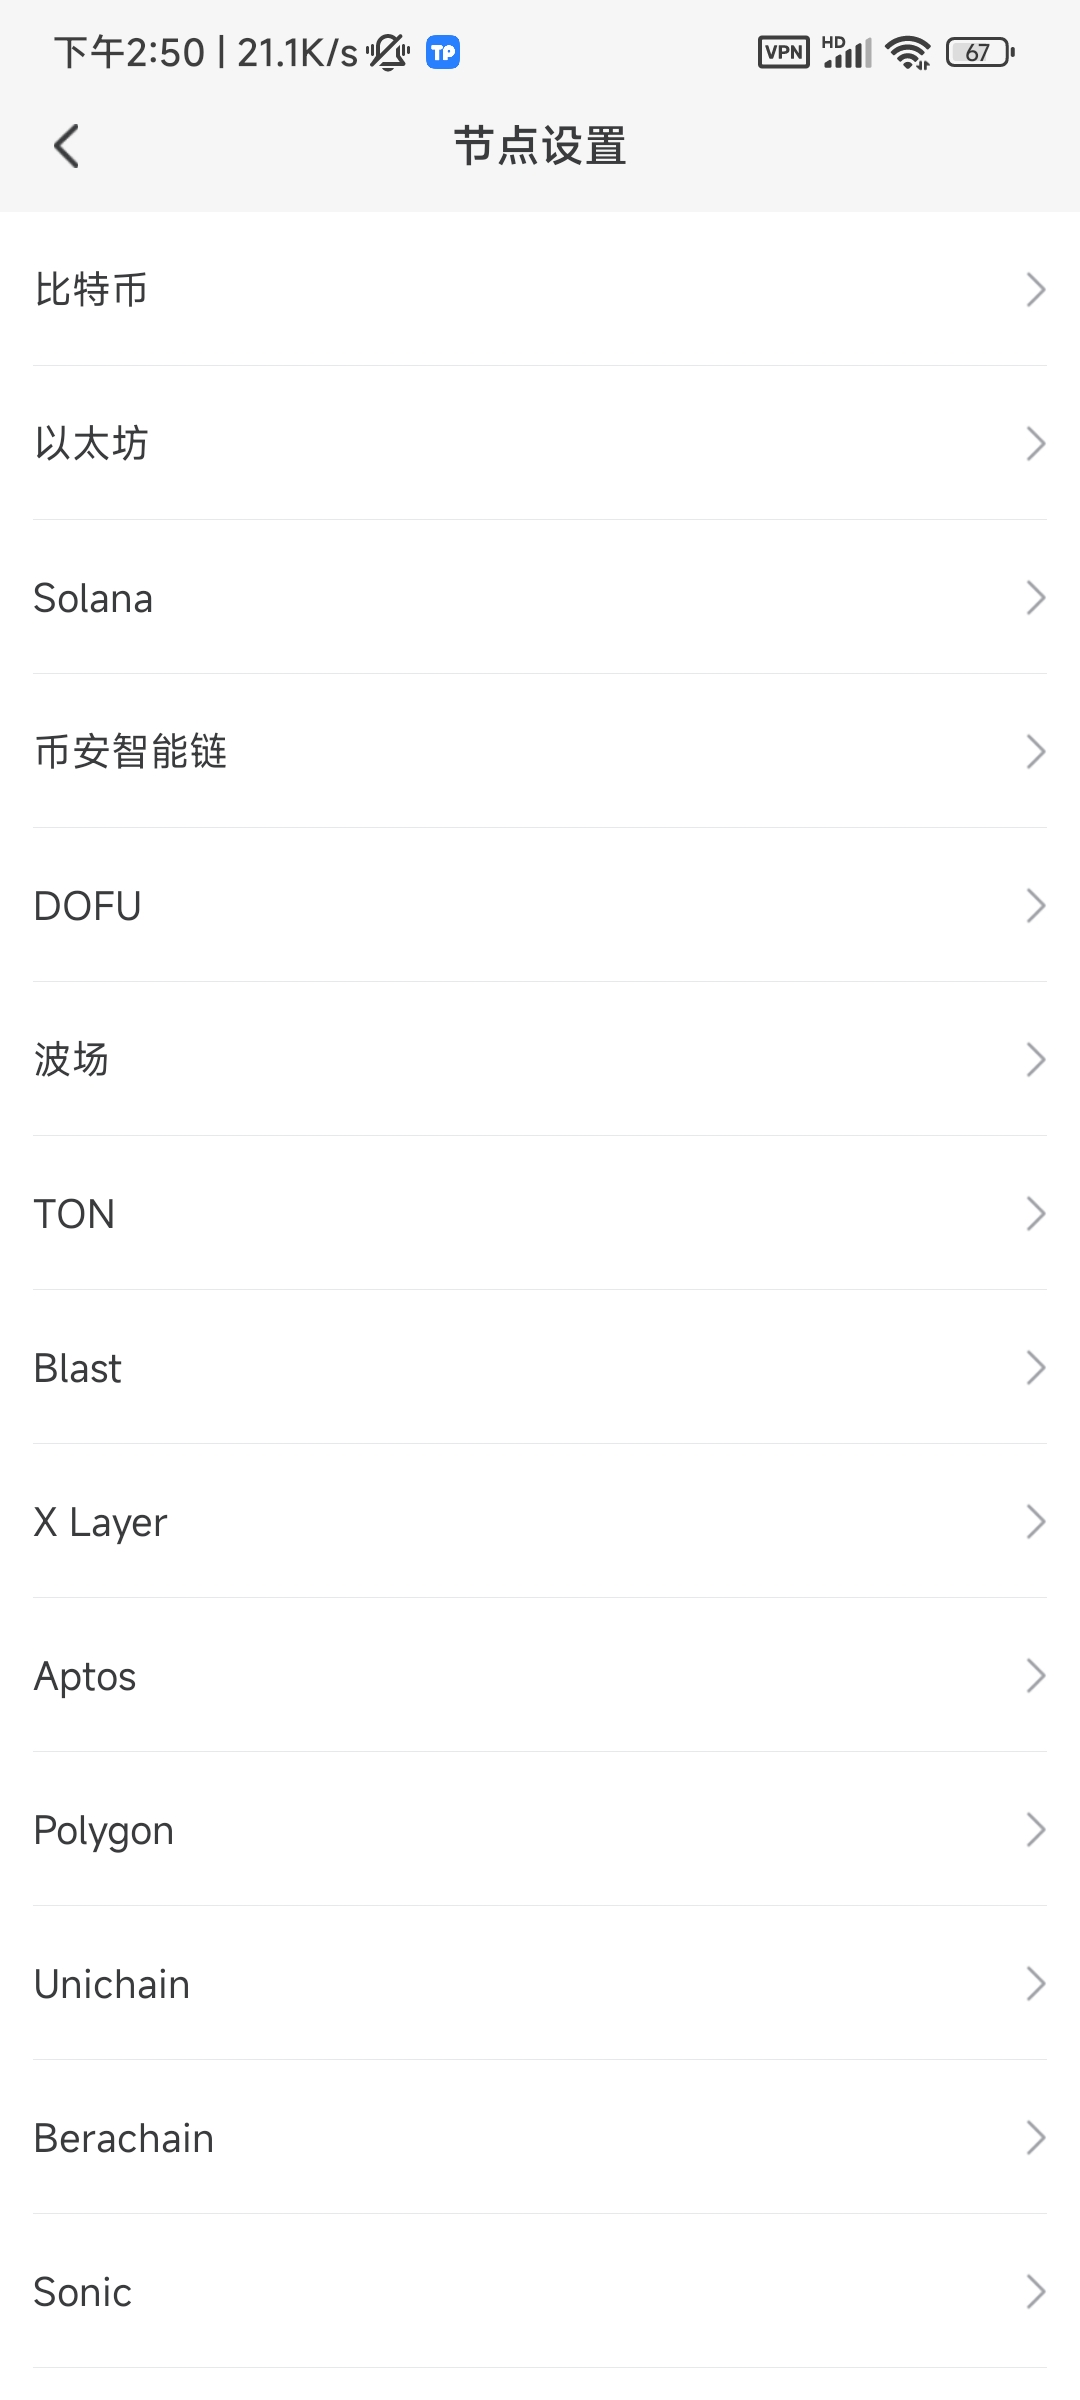 下午2:50 | 21.1K/s TP VPN HD 67
节点设置
比特币
以太坊
Solana
币安智能链
DOFU
波场
TON
Blast
X Layer
Aptos
Polygon
Unichain
Berachain
Sonic